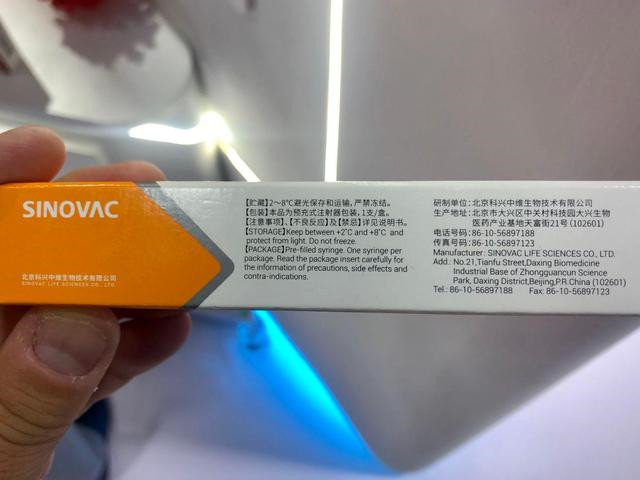 SINOVAC
北京科兴中维生物技术有限公司
SINOVAC LIFE SCIENCES CO., LTD.
【贮藏】2~8℃避光保存和运输，严禁冻结。
【包装】本品为预充式注射器包装，1支/盒。
【注意事项】、【不良反应】及【禁忌】详见说明书。
【STORAGE】Keep between +2℃ and +8℃ and
protect from light. Do not freeze.
【PACKAGE】Pre-filled syringe. One syringe per
package. Read the package insert carefully for
the information of precautions, side effects and
contra-indications.
研制单位：北京科兴中维生物技术有限公司
生产地址：北京市大兴区中关村科技园大兴生物
医药产业基地天富街21号 (102601)
电话号码：86-10-56897188
传真号码：86-10-56897123
Manufacturer: SINOVAC LIFE SCIENCES CO., LTD.
Add.: No.21,Tianfu Street,Daxing Biomedicine
Industrial Base of Zhongguancun Science
Park, Daxing District,Beijing,P.R.China (102601)
Tel.: 86-10-56897188 Fax: 86-10-56897123